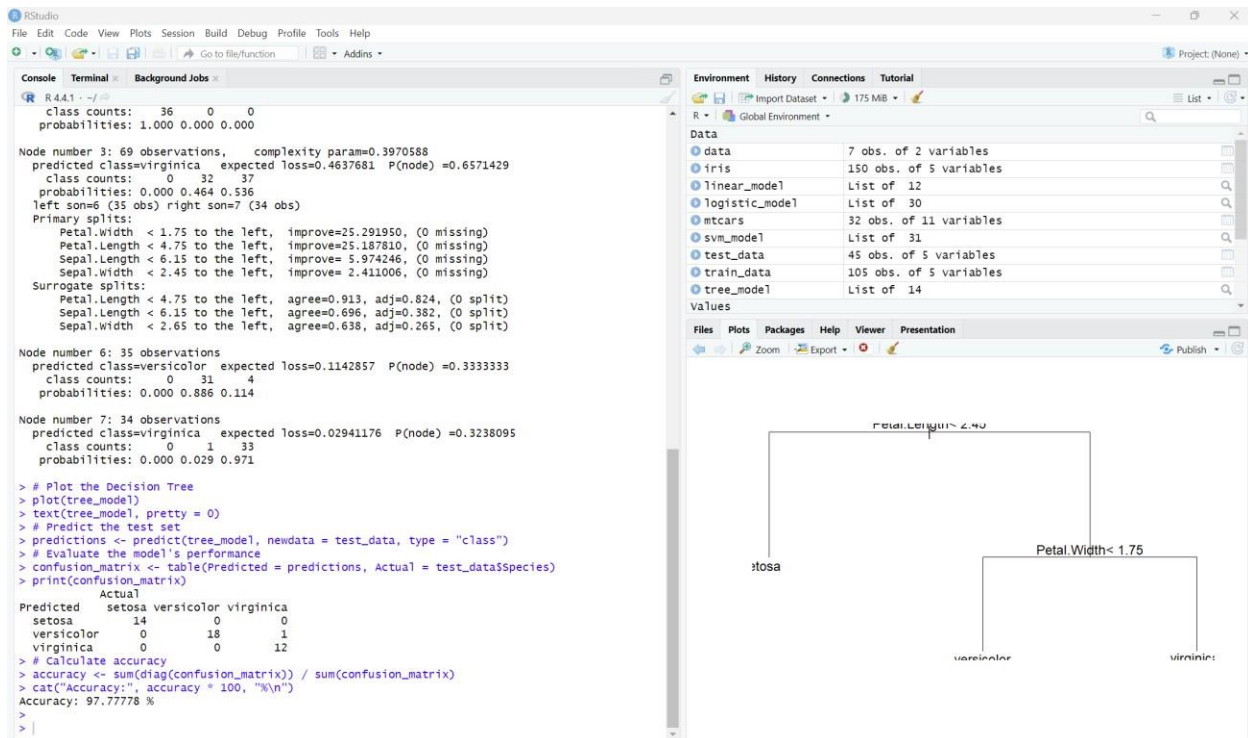 RStudio
File Edit Code View Plots Session Build Debug Profile Tools Help
Go to file/function Addins Project: (None)
Console Terminal Background Jobs
R 4.4.1 · ~/
class counts: 36 0 0
probabilities: 1.000 0.000 0.000
Node number 3: 69 observations, complexity param=0.3970588
predicted class=virginica expected loss=0.4637681 P(node) =0.6571429
class counts: 0 32 37
probabilities: 0.000 0.464 0.536
left son=6 (35 obs) right son=7 (34 obs)
Primary splits:
Petal.Width < 1.75 to the left, improve=25.291950, (0 missing)
Petal.Length < 4.75 to the left, improve=25.187810, (0 missing)
Sepal.Length < 6.15 to the left, improve= 5.974246, (0 missing)
Sepal.Width < 2.45 to the left, improve= 2.411006, (0 missing)
Surrogate splits:
Petal.Length < 4.75 to the left, agree=0.913, adj=0.824, (0 split)
Sepal.Length < 6.15 to the left, agree=0.696, adj=0.382, (0 split)
Sepal.Width < 2.65 to the left, agree=0.638, adj=0.265, (0 split)
Node number 6: 35 observations
predicted class=versicolor expected loss=0.1142857 P(node) =0.3333333
class counts: 0 31 4
probabilities: 0.000 0.886 0.114
Node number 7: 34 observations
predicted class=virginica expected loss=0.02941176 P(node) =0.3238095
class counts: 0 1 33
probabilities: 0.000 0.029 0.971
> # Plot the Decision Tree
> plot(tree_model)
> text(tree_model, pretty = 0)
> # Predict the test set
> predictions <- predict(tree_model, newdata = test_data, type = "class")
> # Evaluate the model's performance
> confusion_matrix <- table(Predicted = predictions, Actual = test_data$Species)
> print(confusion_matrix)
Actual
Predicted setosa versicolor virginica
setosa 14 0 0
versicolor 0 18 1
virginica 0 0 12
> # Calculate accuracy
> accuracy <- sum(diag(confusion_matrix)) / sum(confusion_matrix)
> cat("Accuracy:", accuracy * 100, "%\n")
Accuracy: 97.77778 %
>
>
Environment History Connections Tutorial
Import Dataset 175 MiB List
R Global Environment
Data
data 7 obs. of 2 variables
iris 150 obs. of 5 variables
linear_model List of 12
logistic_model List of 30
mtcars 32 obs. of 11 variables
svm_model List of 31
test_data 45 obs. of 5 variables
train_data 105 obs. of 5 variables
tree_model List of 14
Values
Files Plots Packages Help Viewer Presentation
Zoom Export Publish
Petal.Length< 2.45
Petal.Width< 1.75
etosa
versicolor virginic